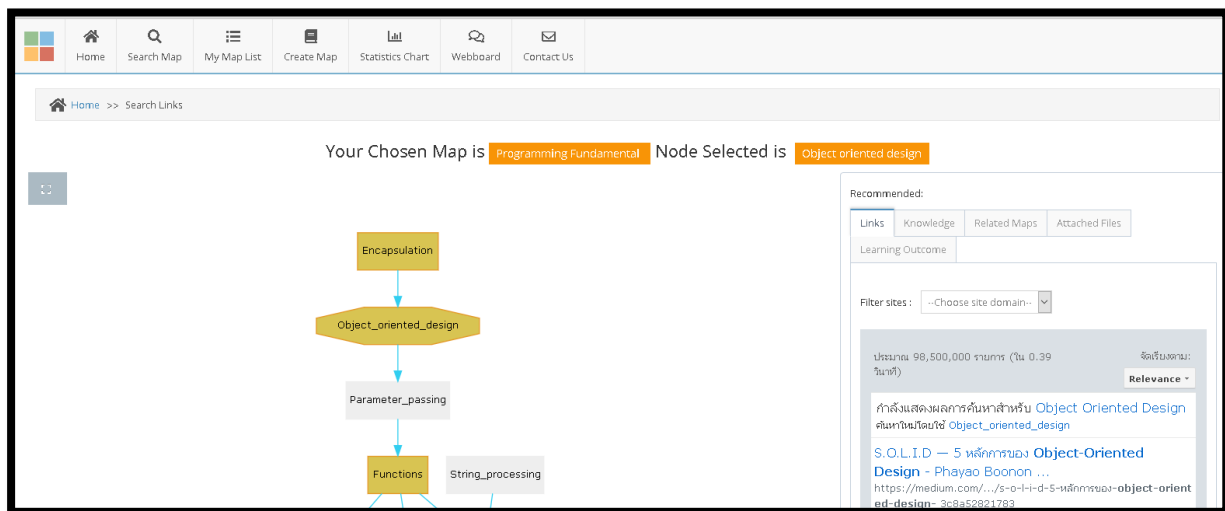 Home
Search Map
My Map List
Create Map
Statistics Chart
Webboard
Contact Us
Home >> Search Links
Your Chosen Map is Programming Fundamental Node Selected is Object oriented design
Encapsulation
Object_oriented_design
Parameter_passing
Functions
String_processing
Recommended:
Links
Knowledge
Related Maps
Attached Files
Learning Outcome
Filter sites : --Choose site domain--
ประมาณ 98,500,000 รายการ (ใน 0.39
วินาที)
จัดเรียงตาม:
Relevance
กำลังแสดงผลการค้นหาสำหรับ Object Oriented Design
ค้นหาใหม่โดยใช้ Object_oriented_design
S.O.L.I.D — 5 หลักการของ Object-Oriented
Design - Phayao Boonon ...
https://medium.com/.../s-o-l-i-d-5-หลักการของ-object-orient
ed-design- 3c8a52821783